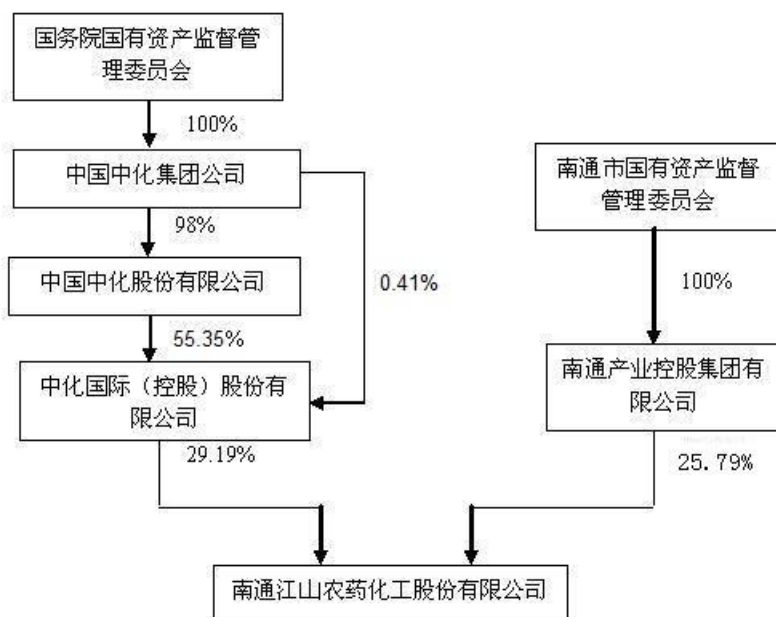 国务院国有资产监督管
理委员会
100%
中国中化集团公司
98%
中国中化股份有限公司
0.41%
55.35%
中化国际（控股）股份有
限公司
29.19%
南通市国有资产监督
管理委员会
100%
南通产业控股集团有
限公司
25.79%
南通江山农药化工股份有限公司